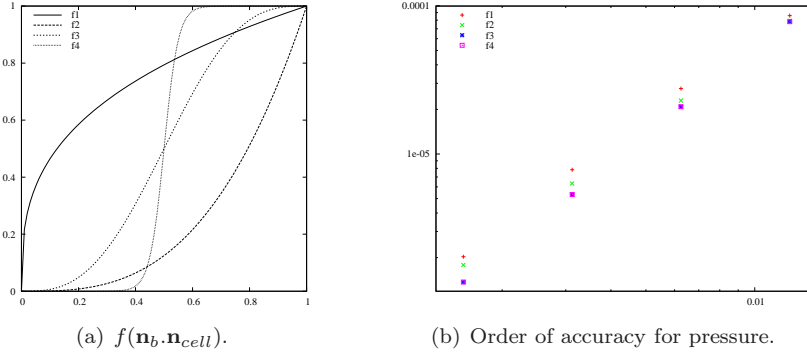 1
0.8
0.6
0.4
0.2
0
0 0.2 0.4 0.6 0.8 1
f1
f2
f3
f4
(a) f(n_b.n_cell).
0.0001
1e-05
0.01
f1
f2
f3
f4
(b) Order of accuracy for pressure.